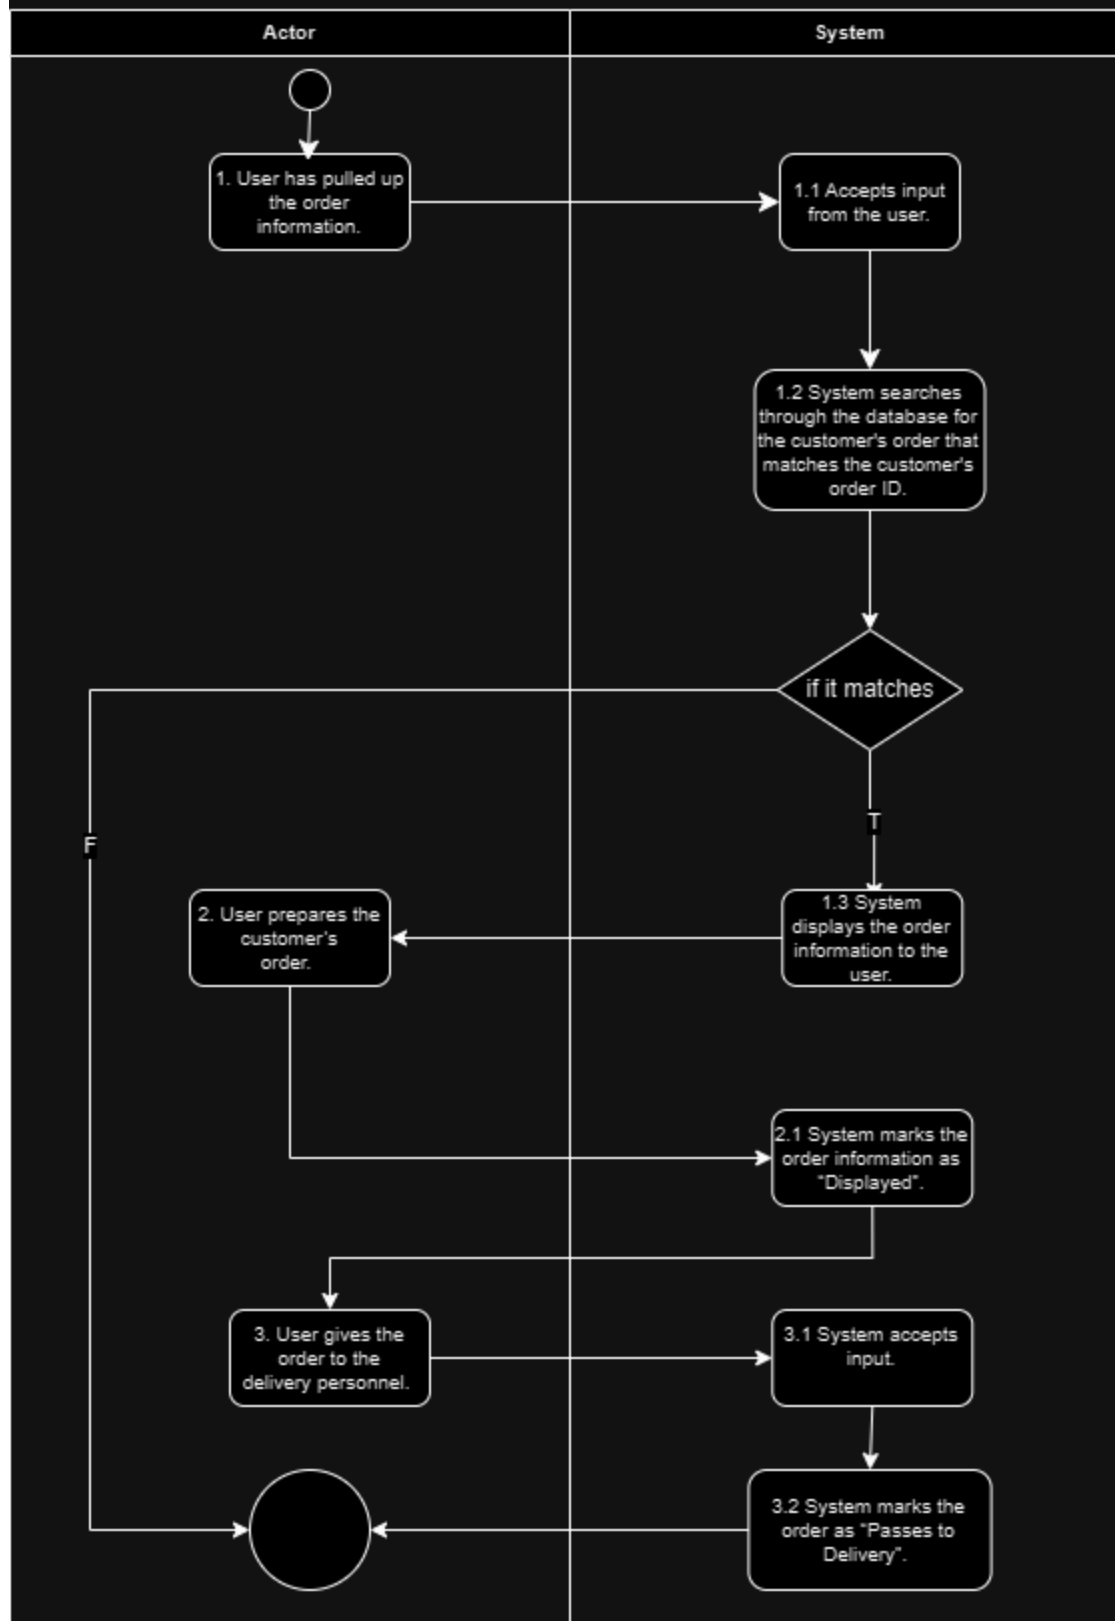 Actor
System
1. User has pulled up
the order
information.
1.1 Accepts input
from the user.
1.2 System searches
through the database for
the customer's order that
matches the customer's
order ID.
if it matches
T
F
1.3 System
displays the order
information to the
user.
2. User prepares the
customer's
order.
2.1 System marks the
order information as
"Displayed".
3. User gives the
order to the
delivery personnel.
3.1 System accepts
input.
3.2 System marks the
order as "Passes to
Delivery".